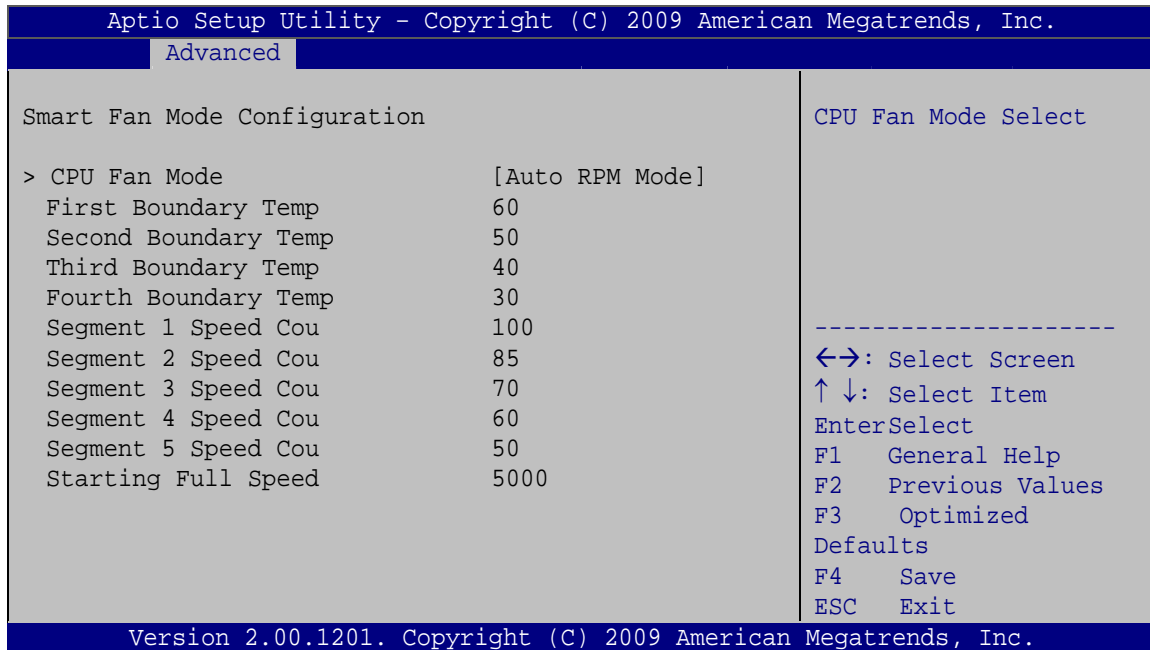 Aptio Setup Utility – Copyright (C) 2009 American Megatrends, Inc.
Advanced
Smart Fan Mode Configuration
> CPU Fan Mode [Auto RPM Mode]
First Boundary Temp 60
Second Boundary Temp 50
Third Boundary Temp 40
Fourth Boundary Temp 30
Segment 1 Speed Cou 100
Segment 2 Speed Cou 85
Segment 3 Speed Cou 70
Segment 4 Speed Cou 60
Segment 5 Speed Cou 50
Starting Full Speed 5000
CPU Fan Mode Select
---------------------
←→: Select Screen
↑ ↓: Select Item
EnterSelect
F1 General Help
F2 Previous Values
F3 Optimized
Defaults
F4 Save
ESC Exit
Version 2.00.1201. Copyright (C) 2009 American Megatrends, Inc.